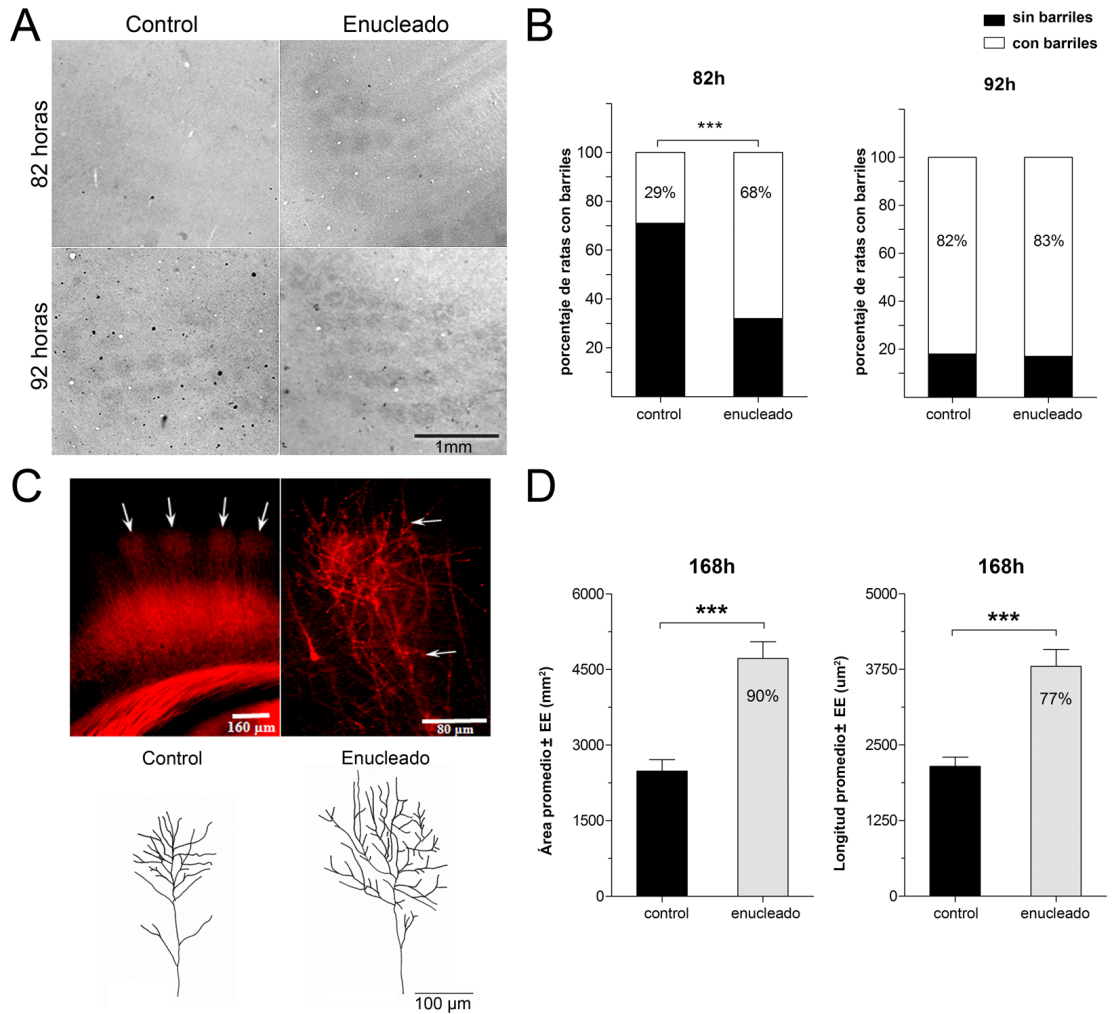 A
Control
Enucleado
82 horas
92 horas
1mm
B
sin barriles
con barriles
82h
***
porcentaje de ratas con barriles
100
80
60
40
20
29%
68%
control
enucleado
92h
porcentaje de ratas con barriles
100
80
60
40
20
82%
83%
control
enucleado
C
160 µm
80 µm
Control
Enucleado
100 µm
D
168h
***
Área promedio± EE (mm²)
6000
4750
2500
1500
0
90%
control
enucleado
168h
***
Longitud promedio± EE (um²)
5000
3750
2500
1250
0
77%
control
enucleado